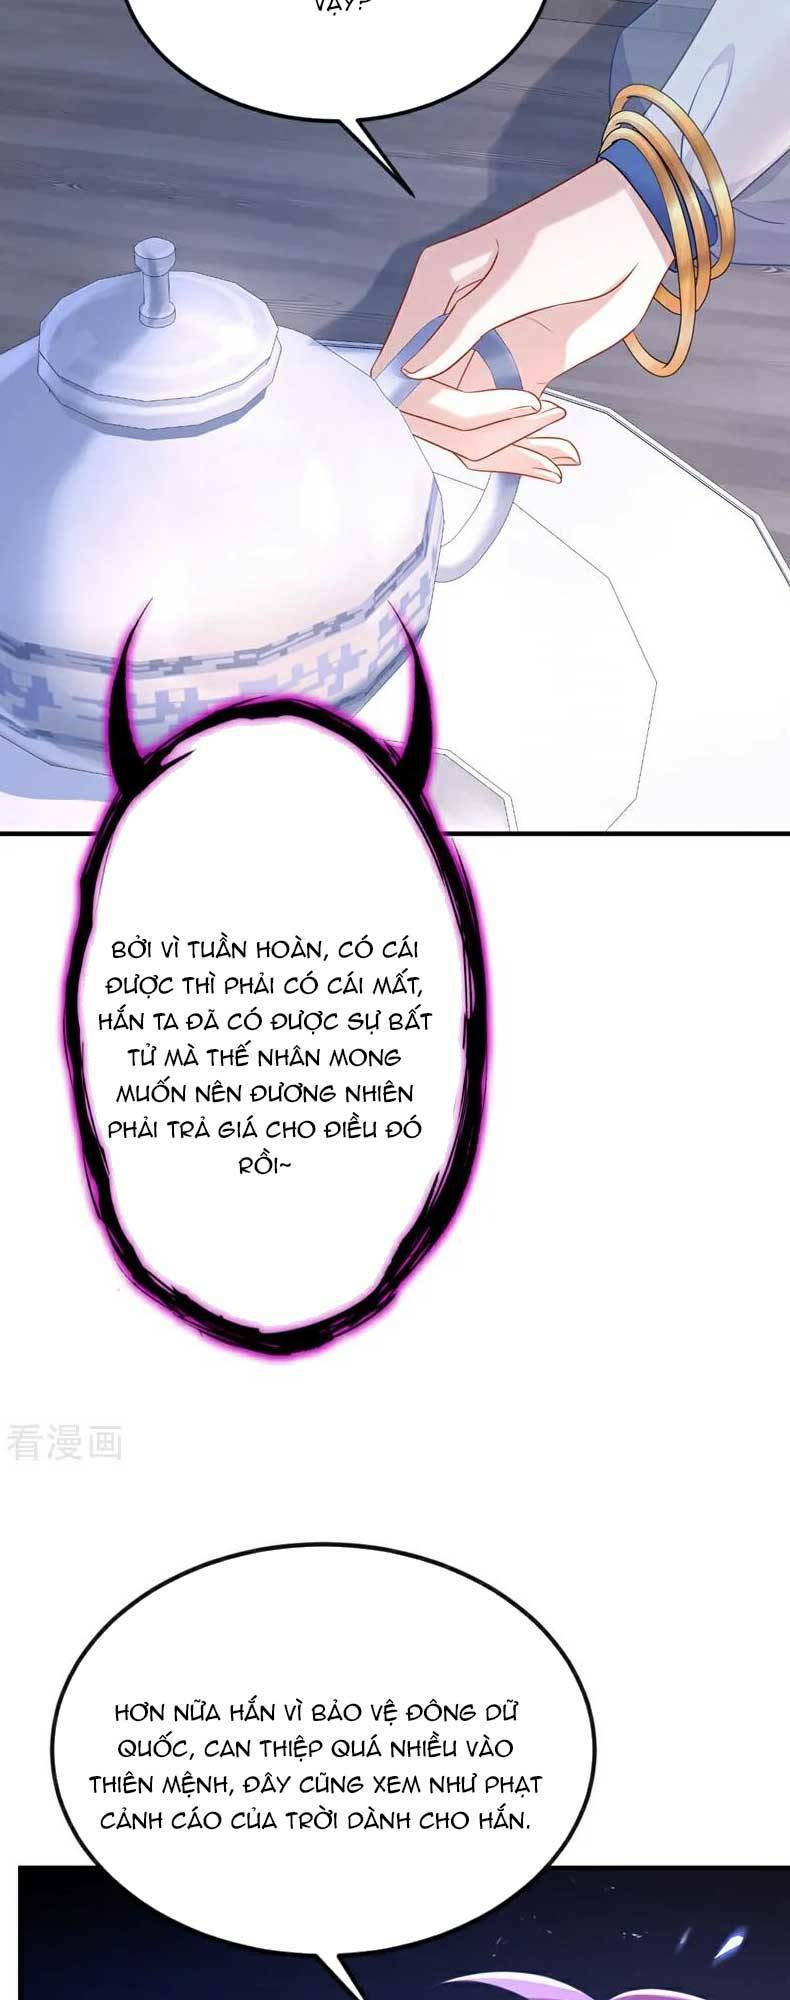 VẬY?
BỞI VÌ TUẦN HOÀN, CÓ CÁI
ĐƯỢC THÌ PHẢI CÓ CÁI MẤT,
HẮN TA ĐÃ CÓ ĐƯỢC SỰ BẤT
TỬ MÀ THẾ NHÂN MONG
MUỐN NÊN ĐƯƠNG NHIÊN
PHẢI TRẢ GIÁ CHO ĐIỀU ĐÓ
RỒI~
看漫画
HƠN NỮA HẮN VÌ BẢO VỆ ĐÔNG DỮ
QUỐC, CAN THIỆP QUÁ NHIỀU VÀO
THIÊN MỆNH, ĐÂY CŨNG XEM NHƯ PHẠT
CẢNH CÁO CỦA TRỜI DÀNH CHO HẮN.